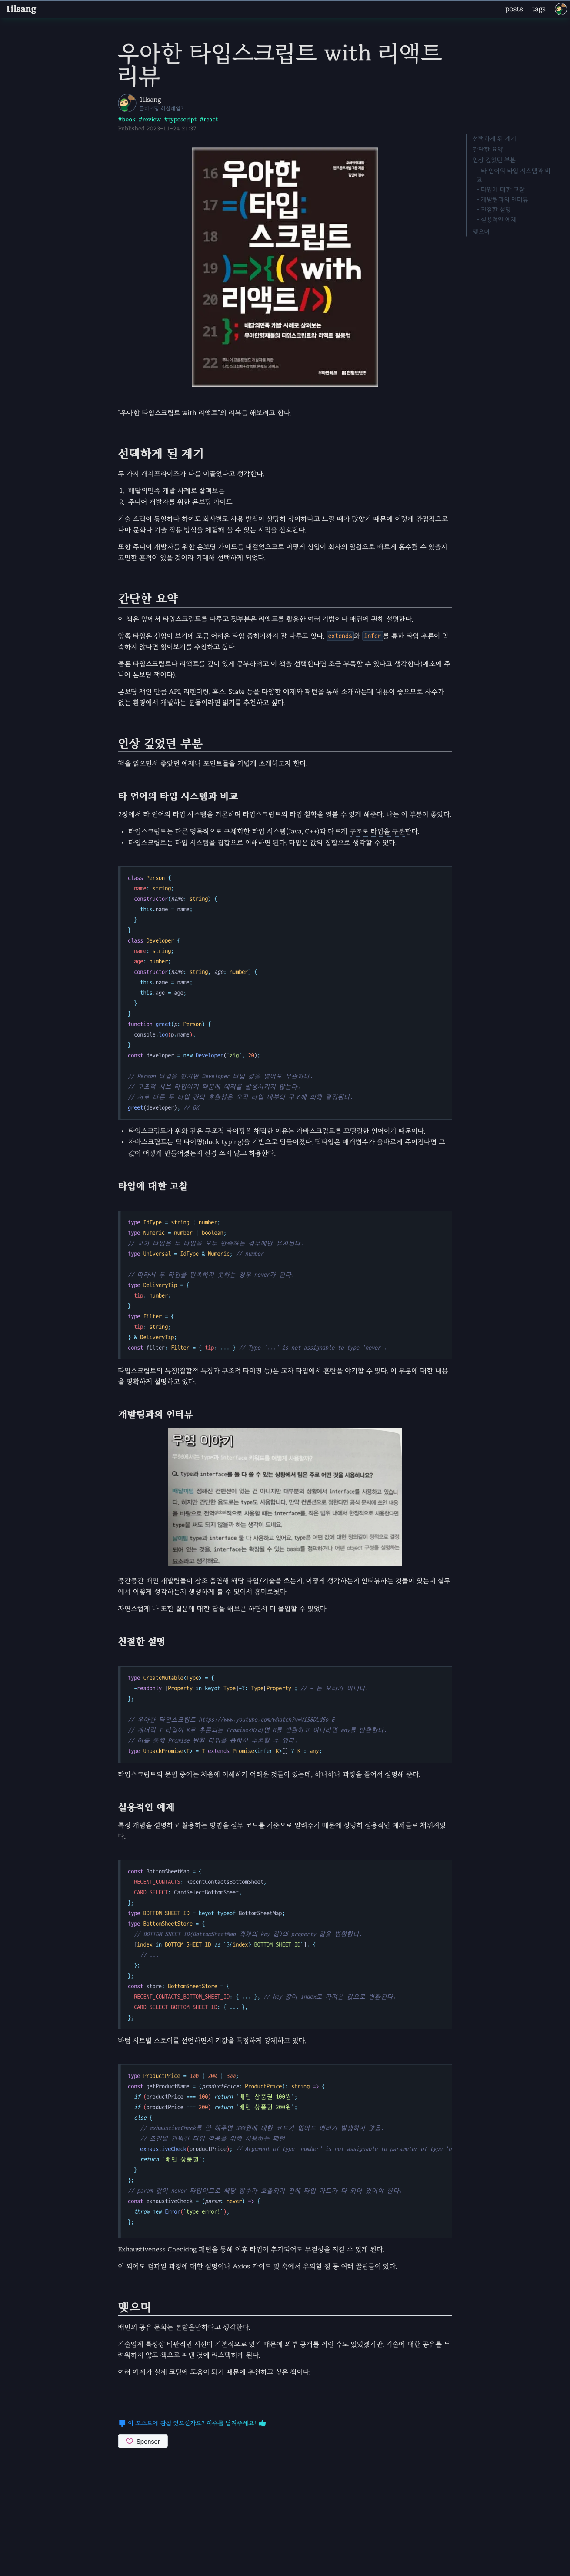 1ilsang
posts
tags
우아한 타입스크립트 with 리액트
리뷰
1ilsang
#book #review #typescript #react
Published 2023-11-24 21:37
선택하게 된 계기
간단한 요약
인상 깊었던 부분
- 타 언어의 타입 시스템과 비
교
- 타입에 대한 고찰
- 개발팀과의 인터뷰
- 친절한 설명
- 실용적인 예제
맺으며
16 우아한
17 =(타입:
18 스크립트
19 )=>{(<with
20 리액트/>)
21 };
22
배달의민족 개발 사례로 살펴보는
우아한형제들의 타입스크립트와 리액트 활용법
주니어 프론트엔드 개발자를 위한
타입스크립트+리액트 온보딩 가이드
"우아한 타입스크립트 with 리액트"의 리뷰를 해보려고 한다.
선택하게 된 계기
두 가지 캐치프라이즈가 나를 이끌었다고 생각한다.
1. 배달의민족 개발 사례로 살펴보는
2. 주니어 개발자를 위한 온보딩 가이드
기술 스택이 동일하다 하여도 회사별로 사용 방식이 상당히 상이하다고 느낄 때가 많았기 때문에 이렇게 간접적으로
나마 문화나 기술 적용 방식을 체험해 볼 수 있는 서적을 선호한다.
또한 주니어 개발자를 위한 온보딩 가이드를 내걸었으므로 어떻게 신입이 회사의 일원으로 빠르게 흡수될 수 있을지
고민한 흔적이 있을 것이라 기대해 선택하게 되었다.
간단한 요약
이 책은 앞에서 타입스크립트를 다루고 뒷부분은 리액트를 활용한 여러 기법이나 패턴에 관해 설명한다.
앞쪽 타입은 신입이 보기에 조금 어려운 타입 좁히기까지 잘 다루고 있다. extends와 infer를 통한 타입 추론이 익
숙하지 않다면 읽어보기를 추천하고 싶다.
물론 타입스크립트나 리액트를 깊이 있게 공부하려고 이 책을 선택한다면 조금 부족할 수 있다고 생각한다(애초에 주
니어 온보딩 책이다).
온보딩 책인 만큼 API, 리렌더링, 훅스, State 등을 다양한 예제와 패턴을 통해 소개하는데 내용이 좋으므로 사수가
없는 환경에서 개발하는 분들이라면 읽기를 추천하고 싶다.
인상 깊었던 부분
책을 읽으면서 좋았던 예제나 포인트들을 가볍게 소개하고자 한다.
타 언어의 타입 시스템과 비교
2장에서 타 언어의 타입 시스템을 거론하며 타입스크립트의 타입 철학을 엿볼 수 있게 해준다. 나는 이 부분이 좋았다.
• 타입스크립트는 다른 명목적으로 구체화한 타입 시스템(Java, C++)과 다르게 구조로 타입을 구분한다.
• 타입스크립트는 타입 시스템을 집합으로 이해하면 된다. 타입은 값의 집합으로 생각할 수 있다.
class Person {
name: string;
constructor(name: string) {
this.name = name;
}
}
class Developer {
name: string;
age: number;
constructor(name: string, age: number) {
this.name = name;
this.age = age;
}
}
function greet(p: Person) {
console.log(p.name);
}
const developer = new Developer('zig', 20);
// Person 타입을 받지만 Developer 타입 값을 넣어도 무관하다.
// 구조적 서브 타입이기 때문에 에러를 발생시키지 않는다.
// 서로 다른 두 타입 간의 호환성은 오직 타입 내부의 구조에 의해 결정된다.
greet(developer); // OK
• 타입스크립트가 위와 같은 구조적 타이핑을 채택한 이유는 자바스크립트를 모델링한 언어이기 때문이다.
• 자바스크립트는 덕 타이핑(duck typing)을 기반으로 만들어졌다. 덕타입은 매개변수가 올바르게 주어진다면 그
값이 어떻게 만들어졌는지 신경 쓰지 않고 허용한다.
타입에 대한 고찰
type IdType = string | number;
type Numeric = number | boolean;
// 교차 타입은 두 타입을 모두 만족하는 경우에만 유지된다.
type Universal = IdType & Numeric; // number
// 따라서 두 타입을 만족하지 못하는 경우 never가 된다.
type DeliveryTip = {
tip: number;
}
type Filter = {
tip: string;
} & DeliveryTip;
const filter: Filter = { tip: ... } // Type '...' is not assignable to type 'never'.
타입스크립트의 특징(집합적 특징과 구조적 타이핑 등)은 교차 타입에서 혼란을 야기할 수 있다. 이 부분에 대한 내용
을 명확하게 설명하고 있다.
개발팀과의 인터뷰
우형 이야기
Q. type과 interface를 둘 다 쓸 수 있는 상황에서 팀은 주로 어떤 것을 사용하나요?
중간중간 배민 개발팀들이 참조 출연해 해당 타입/기술을 쓰는지, 어떻게 생각하는지 인터뷰하는 것들이 있는데 실무
에서 어떻게 생각하는지 생생하게 볼 수 있어서 흥미로웠다.
자연스럽게 나 또한 질문에 대한 답을 해보곤 하면서 더 몰입할 수 있었다.
친절한 설명
type CreateMutable<Type> = {
-readonly [Property in keyof Type]-?: Type[Property]; // - 는 오타가 아니다.
};
// 제너릭 T 타입이 K로 추론되는 Promise<K>라면 K를 반환하고 아니라면 any를 반환한다.
// 이를 통해 Promise 반환 타입을 좁혀서 추론할 수 있다.
type UnpackPromise<T> = T extends Promise<infer K>[] ? K : any;
타입스크립트의 문법 중에는 처음에 이해하기 어려운 것들이 있는데, 하나하나 과정을 풀어서 설명해 준다.
실용적인 예제
특정 개념을 설명하고 활용하는 방법을 실무 코드를 기준으로 알려주기 때문에 상당히 실용적인 예제들로 채워져있
다.
const BottomSheetMap = {
RECENT_CONTACTS: RecentContactsBottomSheet,
CARD_SELECT: CardSelectBottomSheet,
};
type BOTTOM_SHEET_ID = keyof typeof BottomSheetMap;
type BottomSheetStore = {
// BOTTOM_SHEET_ID(BottomSheetMap 객체의 key 값)의 property 값을 변환한다.
[index in BOTTOM_SHEET_ID as `${index}_BOTTOM_SHEET_ID`]: {
// ...
};
};
const store: BottomSheetStore = {
RECENT_CONTACTS_BOTTOM_SHEET_ID: { ... }, // key 값이 index로 가져온 값으로 변환된다.
CARD_SELECT_BOTTOM_SHEET_ID: { ... },
};
바텀 시트별 스토어를 선언하면서 키값을 특정하게 강제하고 있다.
type ProductPrice = 100 | 200 | 300;
const getProductName = (productPrice: ProductPrice): string => {
if (productPrice === 100) return '배민 상품권 100원';
if (productPrice === 200) return '배민 상품권 200원';
else {
// exhaustiveCheck를 안 해주면 300원에 대한 코드가 없어도 에러가 발생하지 않음.
// 조건별 완벽한 타입 검증을 위해 사용하는 패턴
exhaustiveCheck(productPrice); // Argument of type 'number' is not assignable to parameter of type 'n
return '배민 상품권';
}
};
// param 값이 never 타입이므로 해당 함수가 호출되기 전에 타입 가드가 다 되어 있어야 한다.
const exhaustiveCheck = (param: never) => {
throw new Error('type error!');
};
Exhaustiveness Checking 패턴을 통해 이후 타입이 추가되어도 무결성을 지킬 수 있게 된다.
이 외에도 컴파일 과정에 대한 설명이나 Axios 가이드 및 훅에서 유의할 점 등 여러 꿀팁들이 있다.
맺으며
배민의 공유 문화는 본받을만하다고 생각한다.
기술업계 특성상 비판적인 시선이 기본적으로 있기 때문에 외부 공개를 꺼릴 수도 있었겠지만, 기술에 대한 공유를 두
려워하지 않고 책으로 펴낸 것에 리스펙하게 된다.
여러 예제가 실제 코딩에 도움이 되기 때문에 추천하고 싶은 책이다.
이 포스트에 관심 있으신가요? 이슈를 남겨주세요!
Sponsor